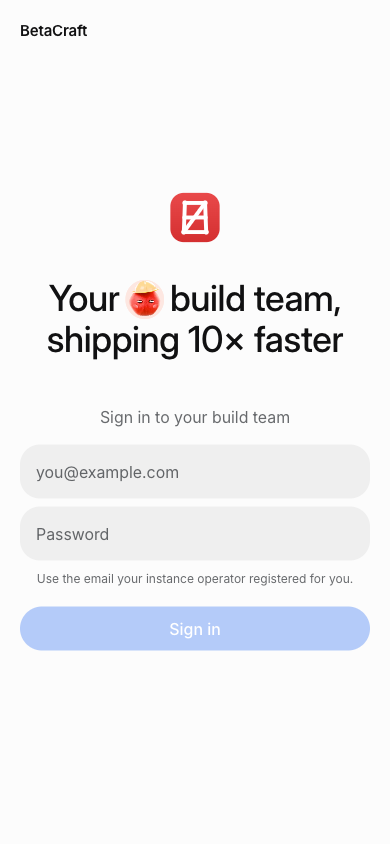 BetaCraft
Your build team,
shipping 10× faster
Sign in to your build team
you@example.com
Password
Use the email your instance operator registered for you.
Sign in